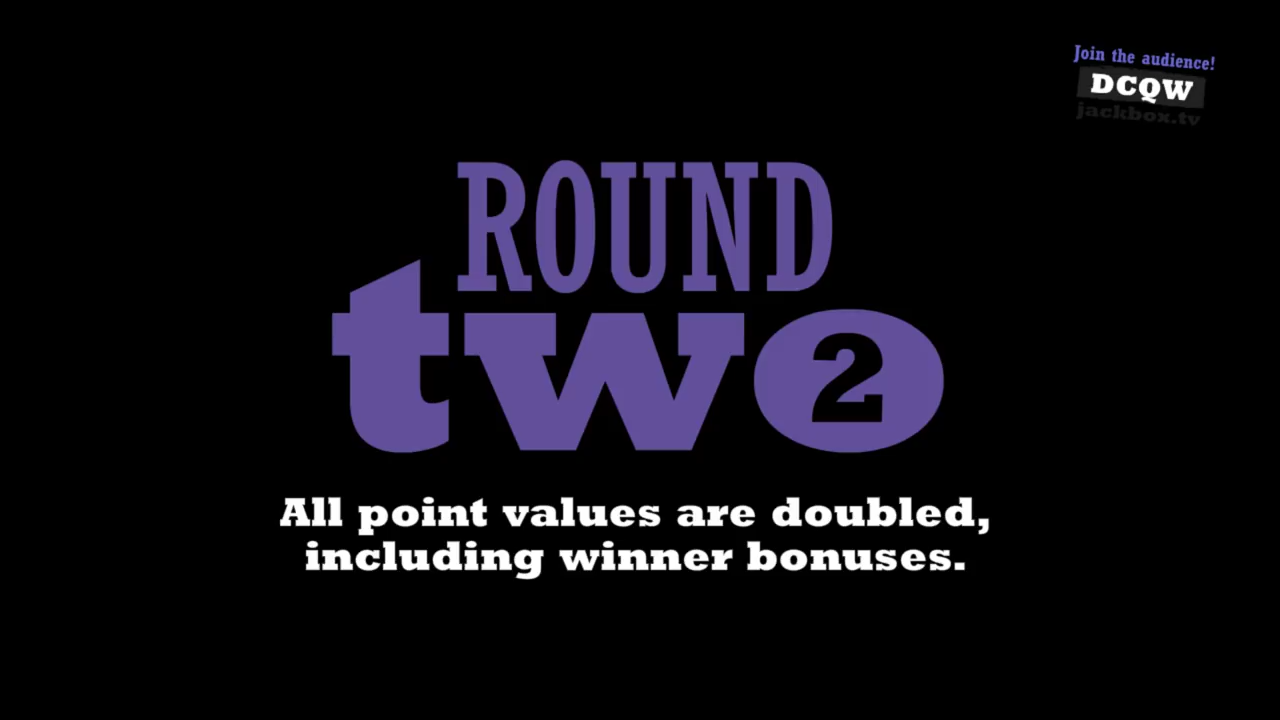 Join the audience!
DCQW
jackbox.tv
ROUND
two
2
All point values are doubled,
including winner bonuses.